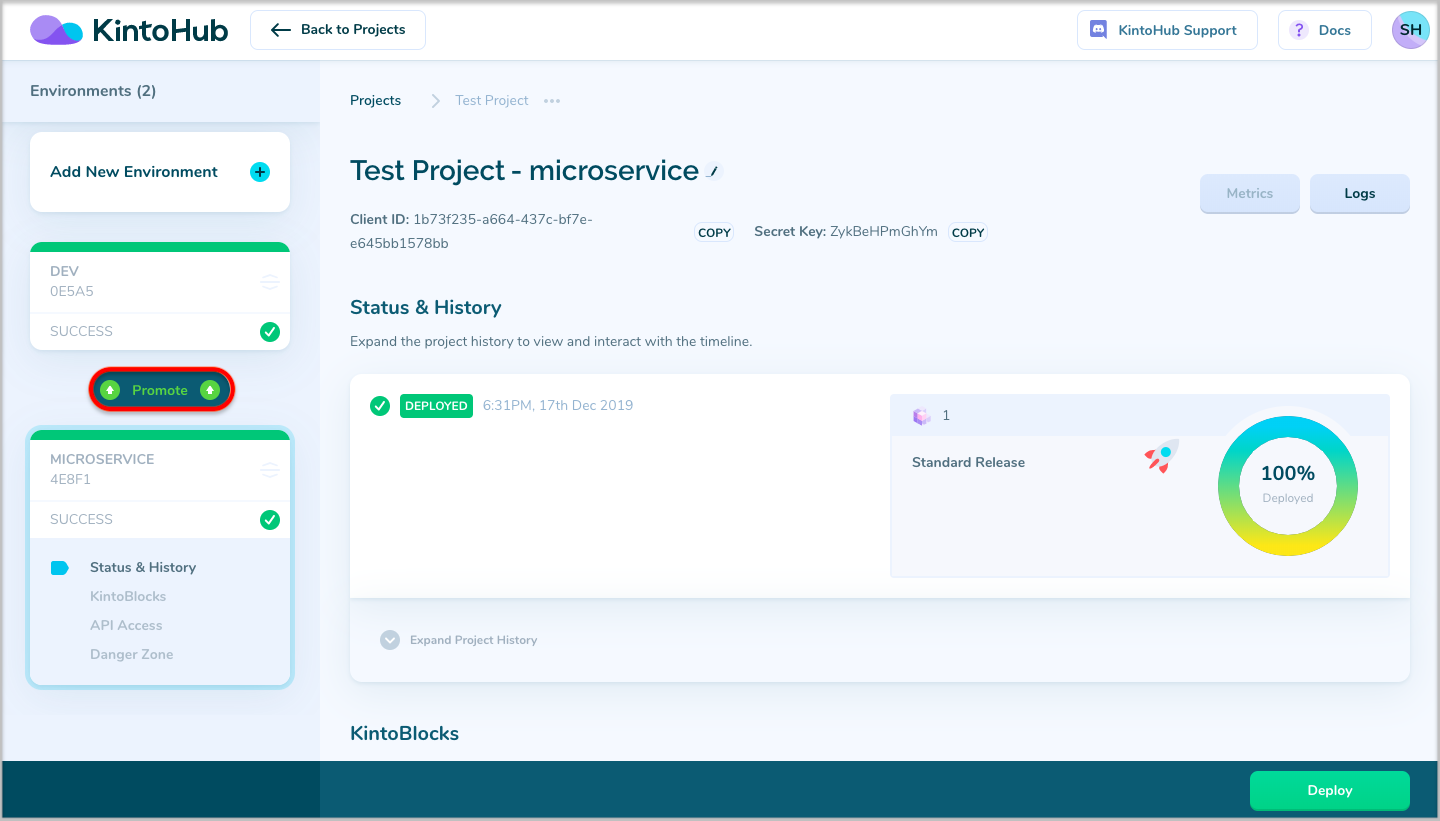 KintoHub
Back to Projects
KintoHub Support
? Docs
SH
Environments (2)
Add New Environment
DEV
0E5A5
SUCCESS
Promote
MICROSERVICE
4E8F1
SUCCESS
Status & History
KintoBlocks
API Access
Danger Zone
Projects
Test Project
Test Project - microservice
Metrics
Logs
Client ID: 1b73f235-a664-437c-bf7e-
e645bb1578bb
COPY
Secret Key: ZykBeHPmGhYm
COPY
Status & History
Expand the project history to view and interact with the timeline.
DEPLOYED 6:31PM, 17th Dec 2019
1
Standard Release
100%
Deployed
Expand Project History
KintoBlocks
Deploy